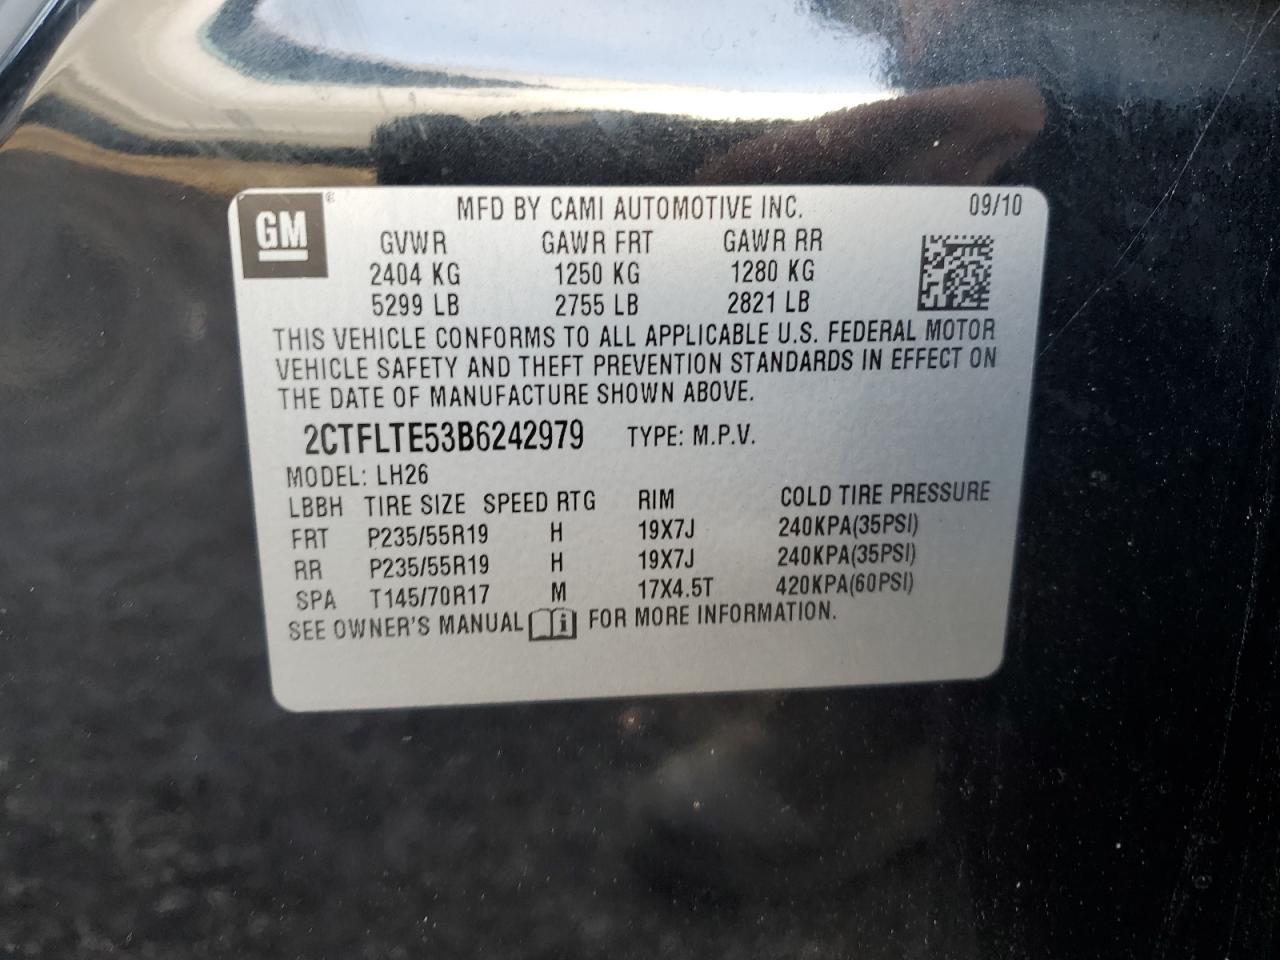 GM ® MFD BY CAMI AUTOMOTIVE INC. 09/10
GVWR GAWR FRT GAWR RR
2404 KG 1250 KG 1280 KG
5299 LB 2755 LB 2821 LB
THIS VEHICLE CONFORMS TO ALL APPLICABLE U.S. FEDERAL MOTOR
VEHICLE SAFETY AND THEFT PREVENTION STANDARDS IN EFFECT ON
THE DATE OF MANUFACTURE SHOWN ABOVE.
2CTFLTE53B6242979 TYPE: M.P.V.
MODEL: LH26
LBBH TIRE SIZE SPEED RTG RIM COLD TIRE PRESSURE
FRT P235/55R19 H 19X7J 240KPA(35PSI)
RR P235/55R19 H 19X7J 240KPA(35PSI)
SPA T145/70R17 M 17X4.5T 420KPA(60PSI)
SEE OWNER'S MANUAL i FOR MORE INFORMATION.